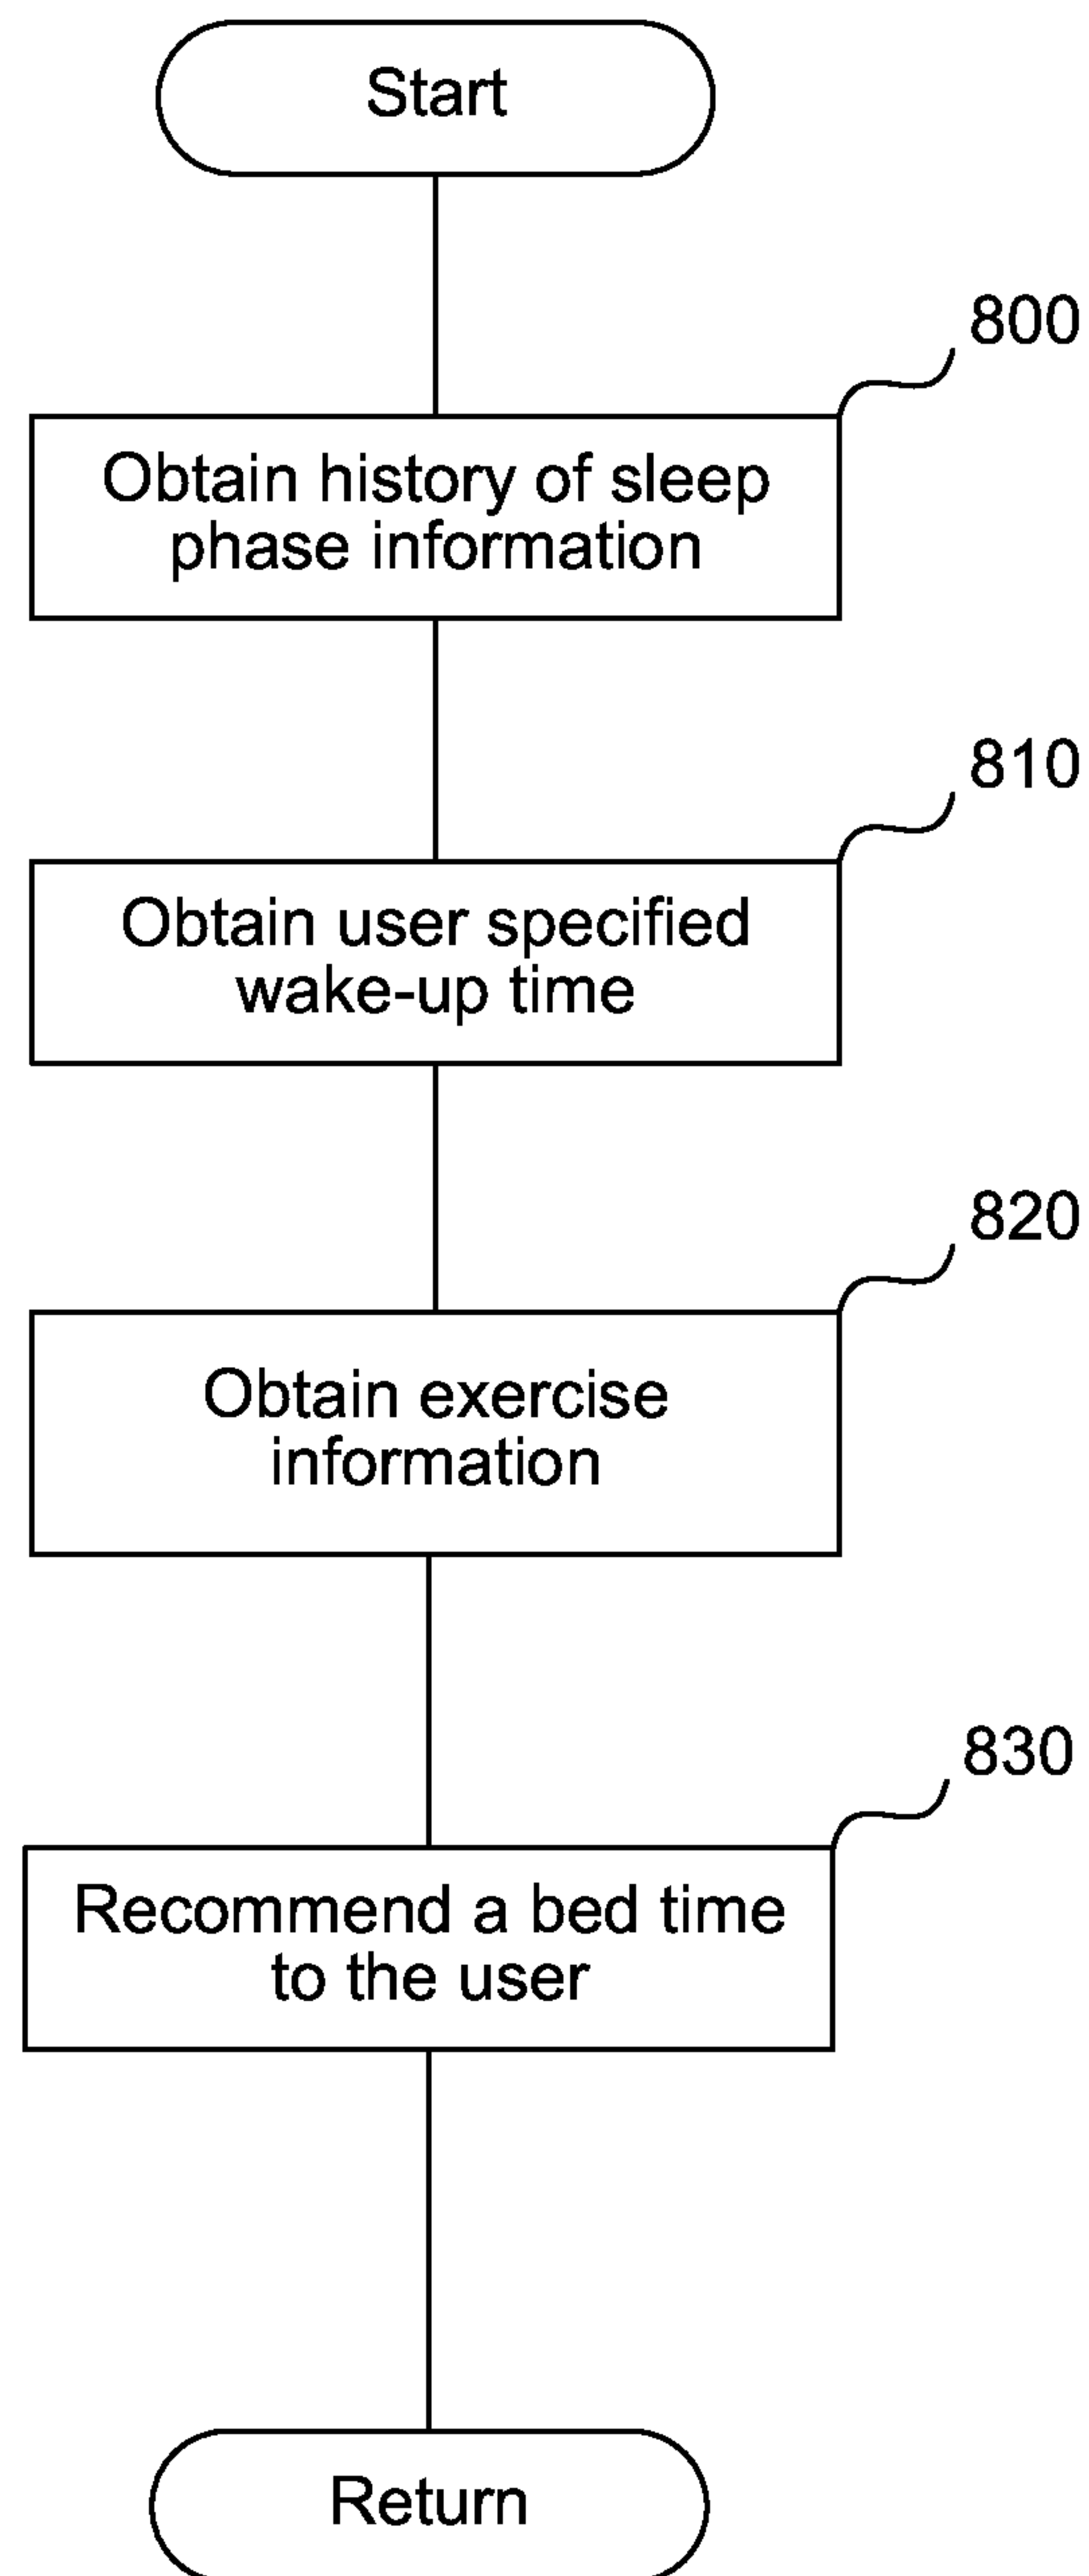 Start
800
Obtain history of sleep
phase information
810
Obtain user specified
wake-up time
820
Obtain exercise
information
830
Recommend a bed time
to the user
Return